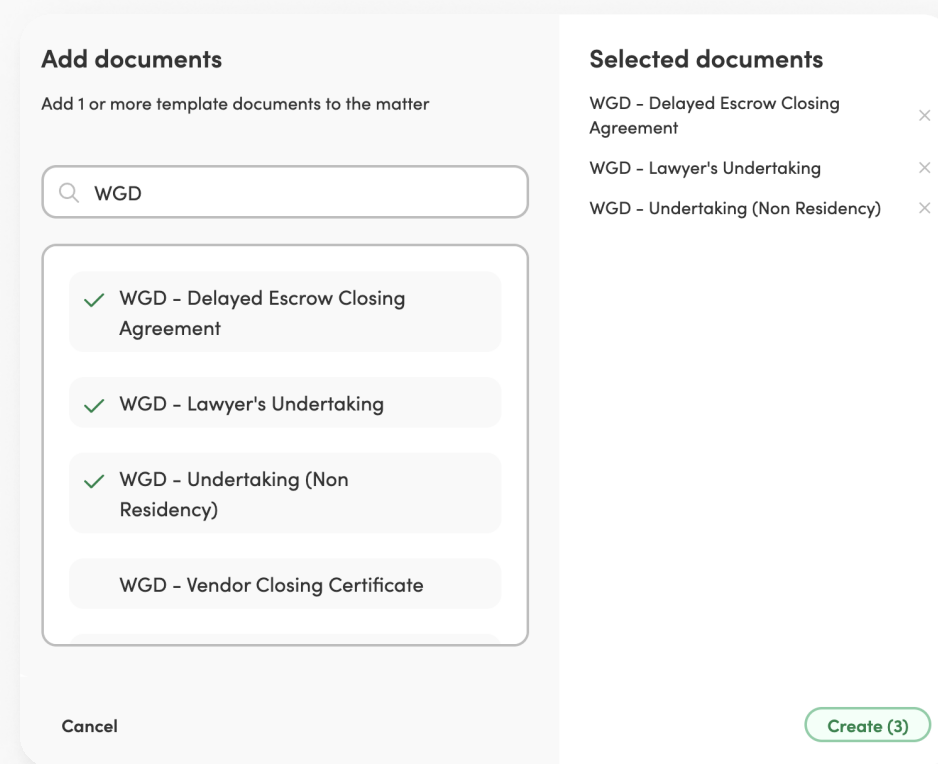 Add documents
Add 1 or more template documents to the matter
WGD
WGD - Delayed Escrow Closing
Agreement
WGD - Lawyer's Undertaking
WGD - Undertaking (Non
Residency)
WGD - Vendor Closing Certificate
Cancel
Selected documents
WGD - Delayed Escrow Closing
Agreement
WGD - Lawyer's Undertaking
WGD - Undertaking (Non Residency)
Create (3)